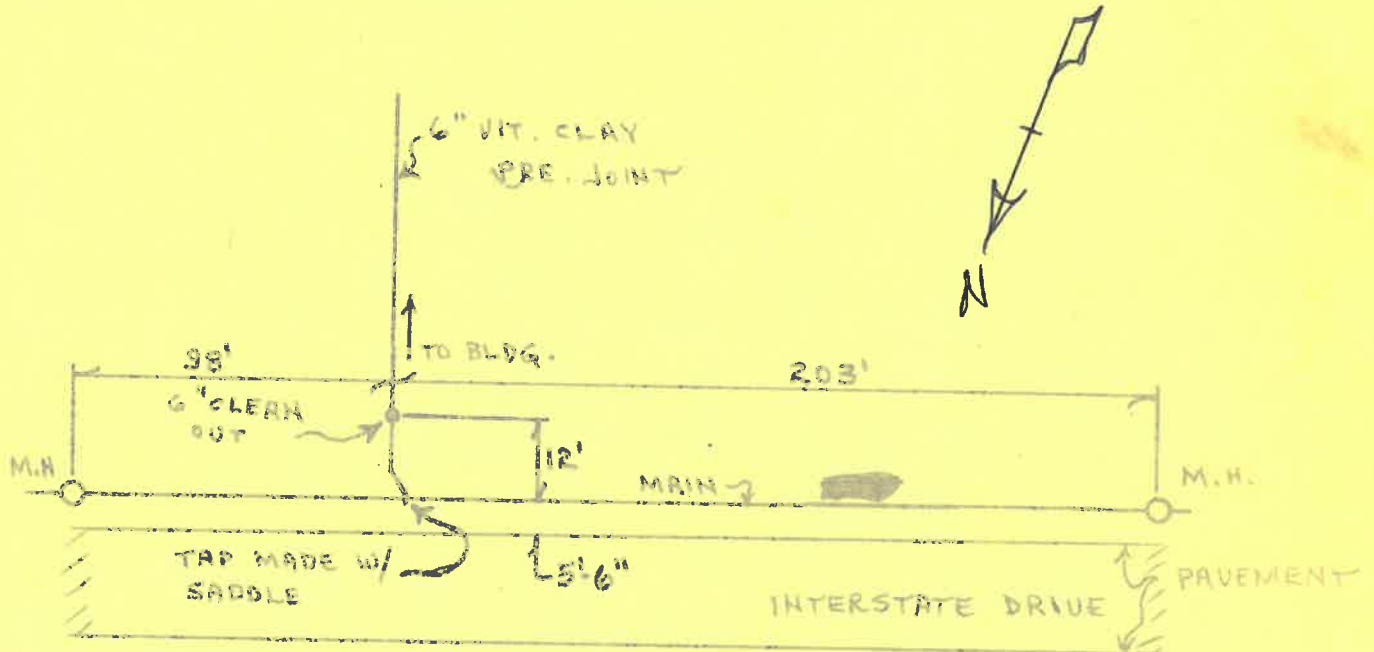 6" VIT. CLAY
PRE. JOINT
N
98'
TO BLDG.
203'
6" CLEAN
OUT
12'
M.H
MAIN
M.H.
TAP MADE W/
SADDLE
5'-6"
PAVEMENT
INTERSTATE DRIVE